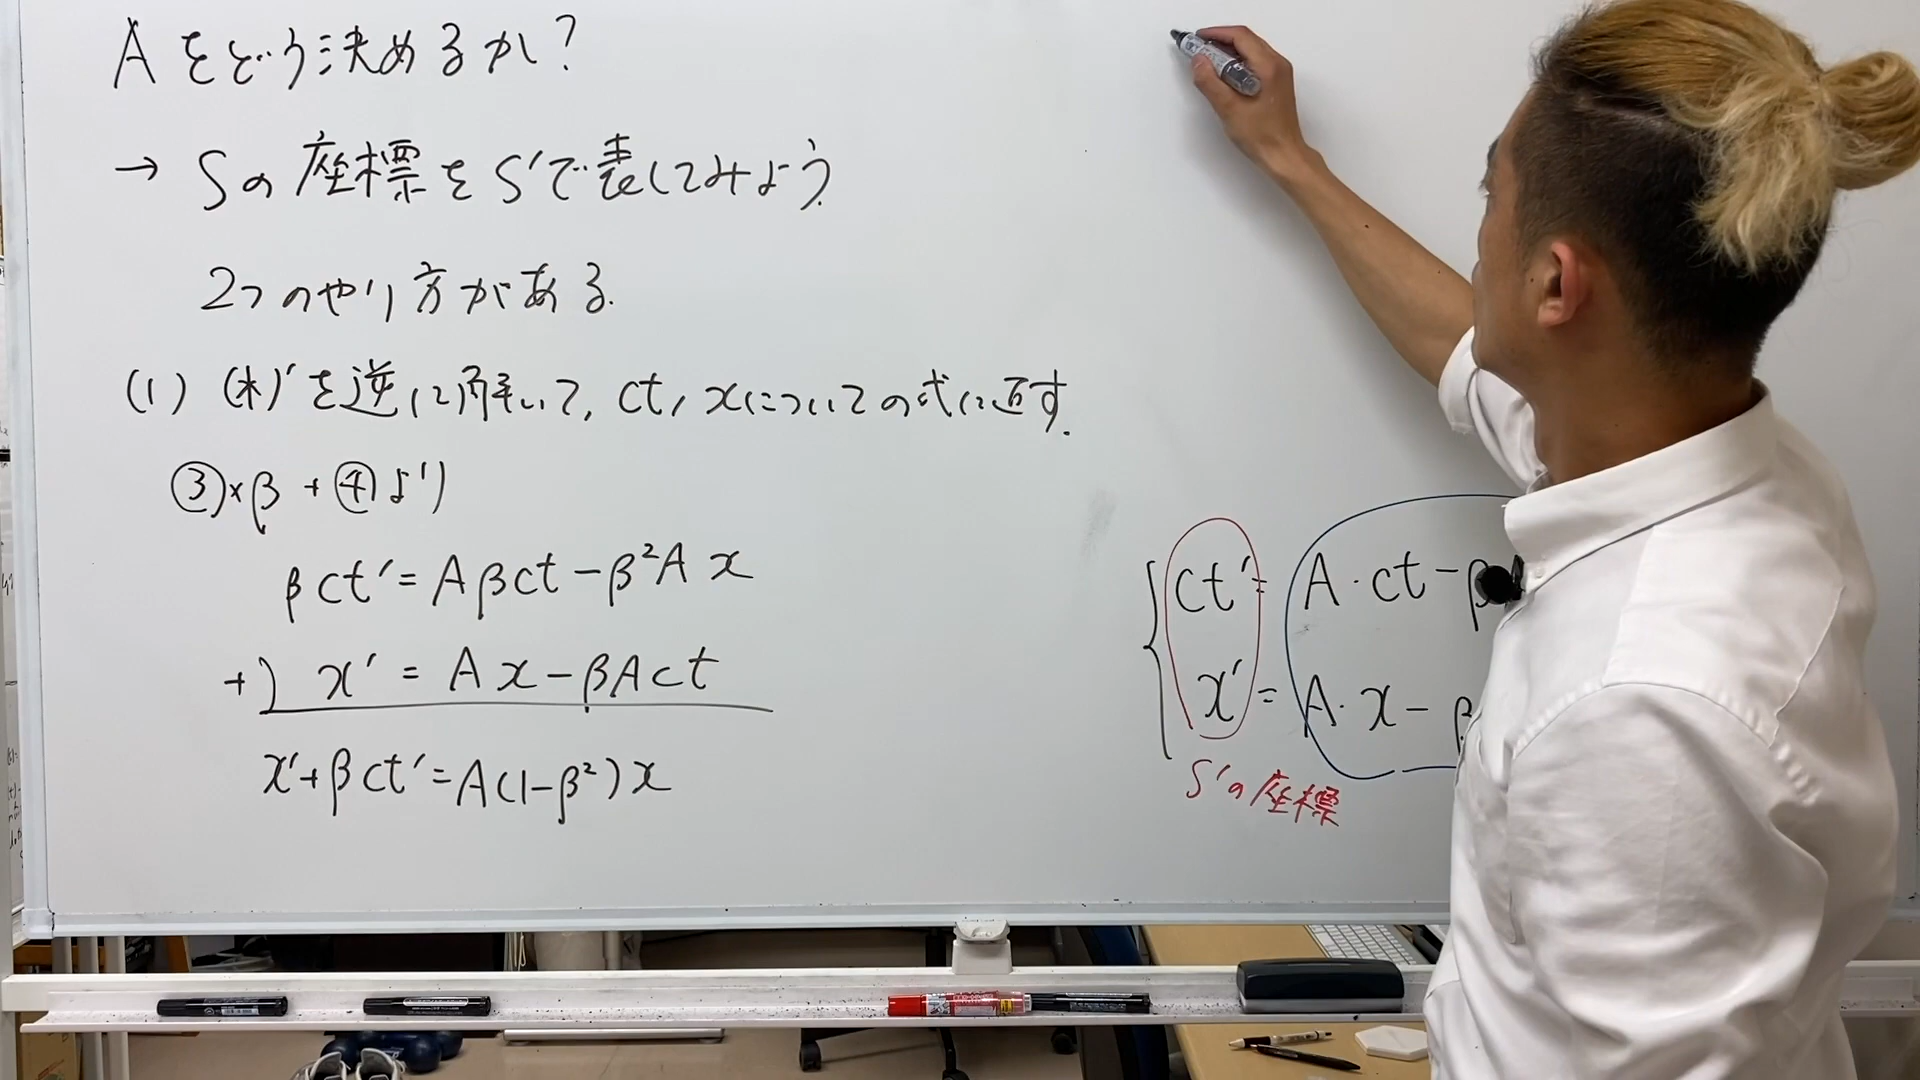 Aをどう決めるか?
→ Sの座標をS'で表してみよう.
2つのやり方がある.
(1) (*)'を逆に解いて, ct, xについての式に直す.
③×β + ④より
βct' = Aβct − β²Ax
+) x' = Ax − βAct
x' + βct' = A(1−β²)x
ct' = A・ct − β
x' = A・x − β
S'の座標